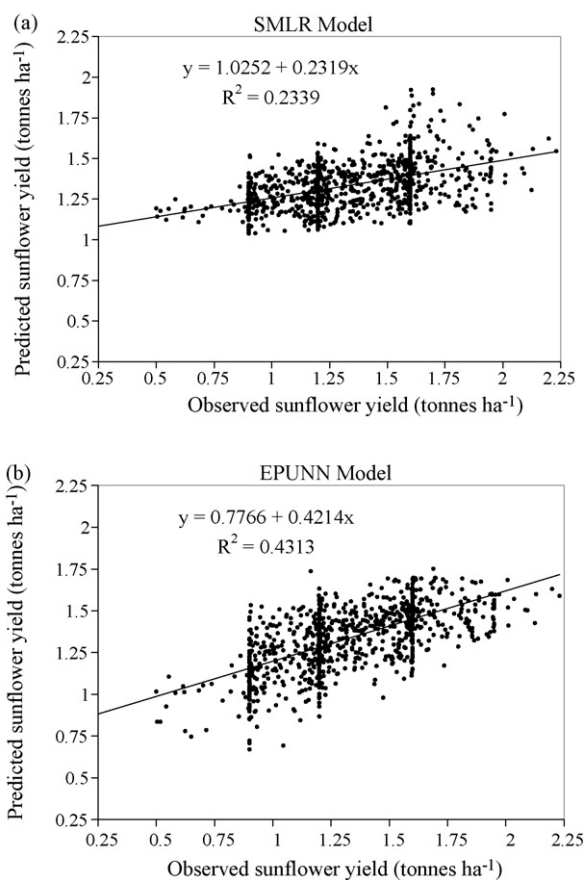 (a)
SMLR Model
y = 1.0252 + 0.2319x
R² = 0.2339
2.25
2
1.75
1.5
1.25
1
0.75
0.5
0.25
Predicted sunflower yield (tonnes ha⁻¹)
0.25 0.5 0.75 1 1.25 1.5 1.75 2 2.25
Observed sunflower yield (tonnes ha⁻¹)
(b)
EPUNN Model
y = 0.7766 + 0.4214x
R² = 0.4313
2.25
2
1.75
1.5
1.25
1
0.75
0.5
0.25
Predicted sunflower yield (tonnes ha⁻¹)
0.25 0.5 0.75 1 1.25 1.5 1.75 2 2.25
Observed sunflower yield (tonnes ha⁻¹)